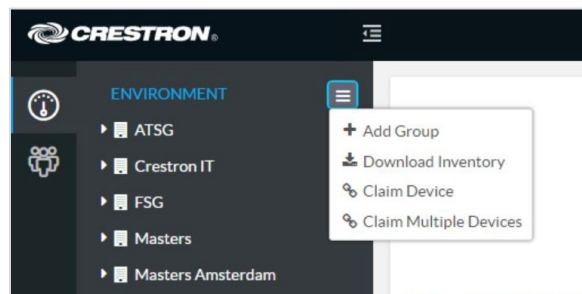 CRESTRON®
ENVIRONMENT
ATSG
Crestron IT
FSG
Masters
Masters Amsterdam
Add Group
Download Inventory
Claim Device
Claim Multiple Devices